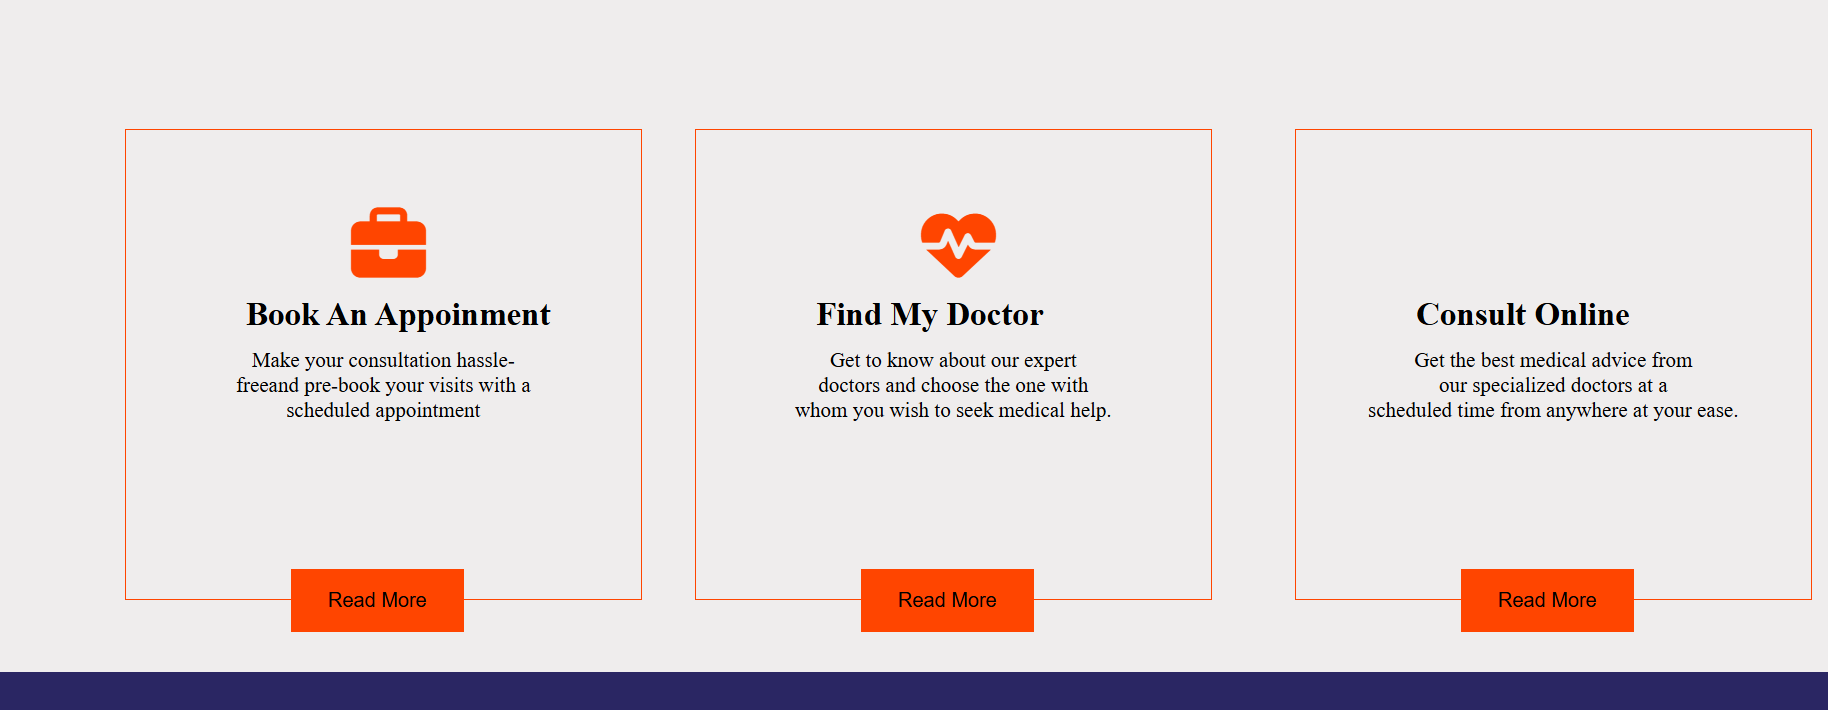 Book An Appoinment
Make your consultation hassle-
freeand pre-book your visits with a
scheduled appointment
Read More
Find My Doctor
Get to know about our expert
doctors and choose the one with
whom you wish to seek medical help.
Read More
Consult Online
Get the best medical advice from
our specialized doctors at a
scheduled time from anywhere at your ease.
Read More